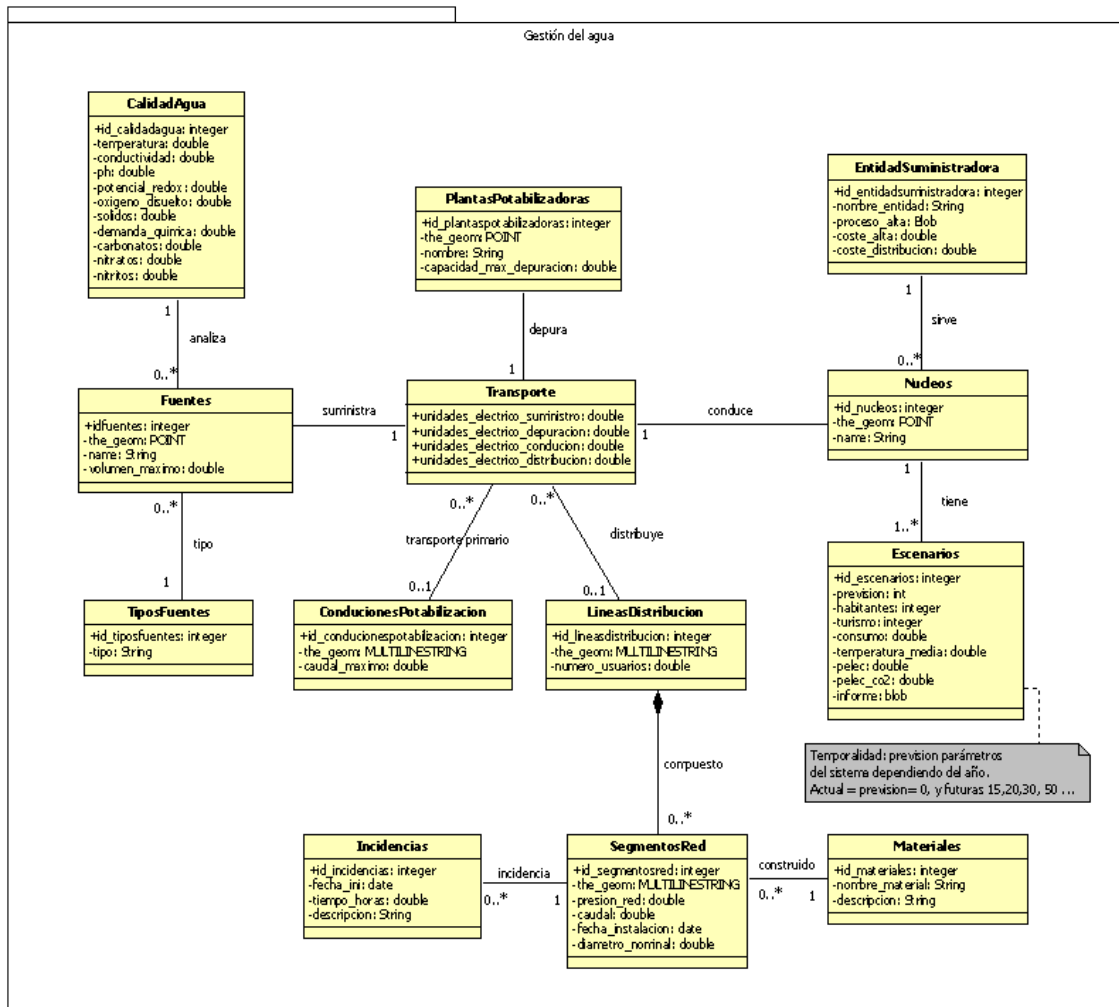 Gestión del agua
CalidadAgua
+id_calidadagua: integer
-temperatura: double
-conductividad: double
-ph: double
-potencial_redox: double
-oxigeno_disuelto: double
-solidos: double
-demanda_quirrica: double
-carbonatos: double
-nitratos: double
-nitritos: double
PlantasPotabilizadoras
+id_plantaspotabilizadoras: integer
-the_geom: POINT
-nombre: String
-capacidad_max_depuracion: double
EntidadSuministradora
+id_entidadsuministradora: integer
-nombre_entidad: String
-proceso_alta: Blob
-coste_alta: double
-coste_distribucion: double
1
analiza
0..*
1
depura
1
1
sirve
0..*
Fuentes
+idfuentes: integer
-the_geom: POINT
-name: String
-volumen_maximo: double
suministra
1
Transporte
+unidades_electrico_suministro: double
+unidades_electrico_depuracion: double
+unidades_electrico_conducion: double
+unidades_electrico_distribucion: double
conduce
1
Nucleos
+id_nucleos: integer
-the_geom: POINT
-name: String
0..*
tipo
1
0..*
transporte primario
0..1
0..*
distribuye
0..1
1
tiene
1..*
TiposFuentes
+id_tiposfuentes: integer
-tipo: String
ConducionesPotabilizacion
+id_conducionespotabilizacion: integer
-the_geom: MULTILINESTRING
-caudal_maximo: double
LineasDistribucion
+id_lineasdistribucion: integer
-the_geom: MULTILINESTRING
-numero_usuarios: double
Escenarios
+id_escenarios: integer
-prevision: int
-habitantes: integer
-turismo: integer
-consumo: double
-temperatura_media: double
-pelec: double
-pelec_co2: double
-informe: blob
Temporalidad: prevision parámetros
del sistema dependiendo del año.
Actual = prevision= 0, y futuras 15,20,30, 50 ...
compuesto
0..*
Incidencias
+id_incidencias: integer
-fecha_ini: date
-tiempo_horas: double
-descripcion: String
incidencia
0..*
1
SegmentosRed
+id_segmentosred: integer
-the_geom: MULTILINESTRING
-presion_red: double
-caudal: double
-fecha_instalacion: date
-diametro_nominal: double
construido
0..*
1
Materiales
+id_materiales: integer
-nombre_material: String
-descripcion: String